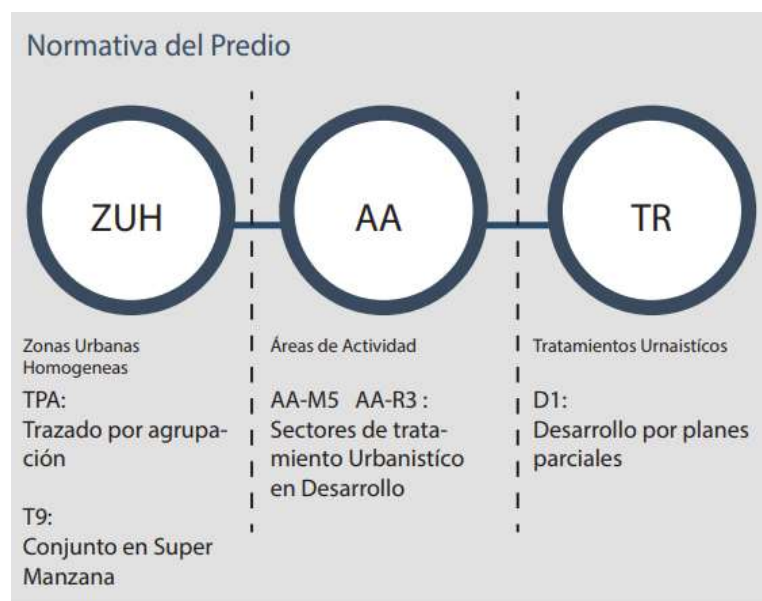 Normativa del Predio
ZUH
AA
TR
Zonas Urbanas
Homogeneas
TPA:
Trazado por agrupa-
ción
T9:
Conjunto en Super
Manzana
Áreas de Actividad
AA-M5 AA-R3 :
Sectores de trata-
miento Urbanistíco
en Desarrollo
Tratamientos Urnaistícos
D1:
Desarrollo por planes
parciales